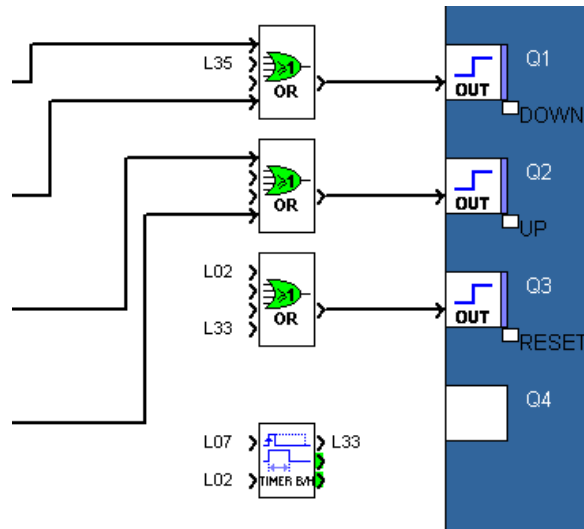 Q1
L35
≥1
OR
OUT
DOWN
Q2
≥1
OR
OUT
UP
L02
Q3
≥1
OR
L33
OUT
RESET
Q4
L07
L33
L02
TIMER B/H